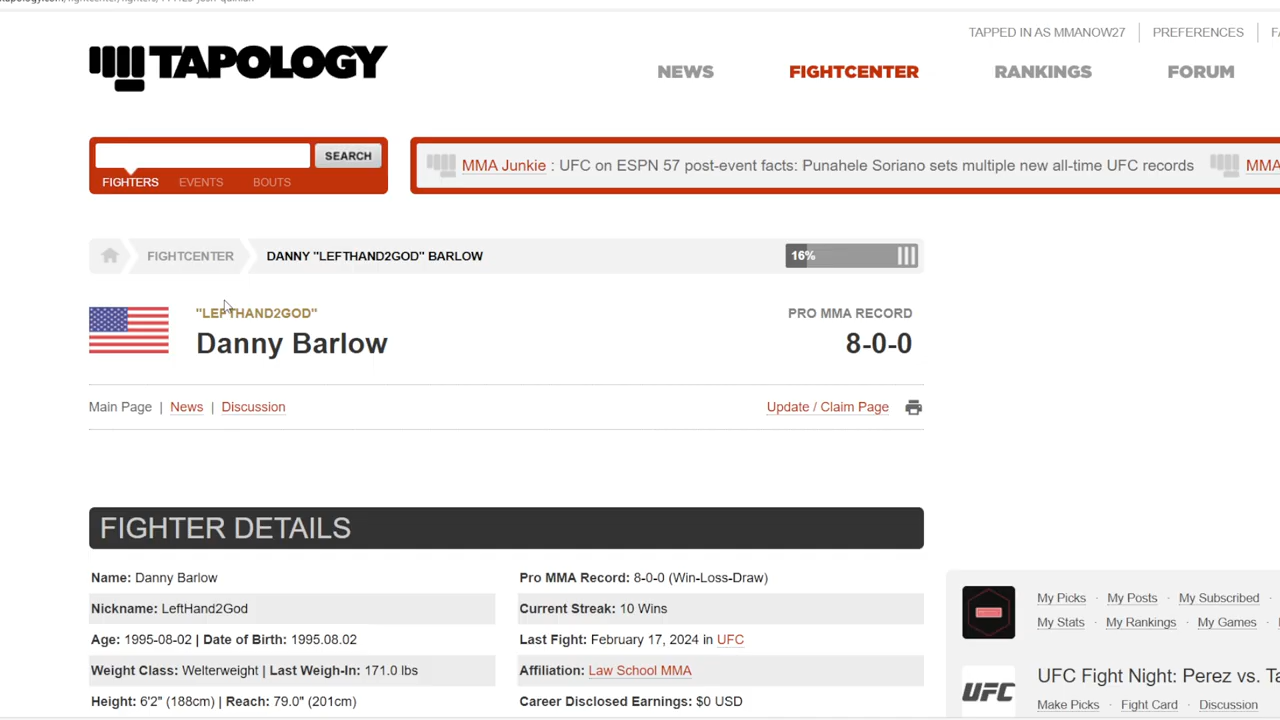 TAPPED IN AS MMANOW27
PREFERENCES
TAPOLOGY
NEWS
FIGHTCENTER
RANKINGS
FORUM
SEARCH
FIGHTERS
EVENTS
BOUTS
MMA Junkie : UFC on ESPN 57 post-event facts: Punahele Soriano sets multiple new all-time UFC records
MMA
FIGHTCENTER
DANNY "LEFTHAND2GOD" BARLOW
16%
"LEFTHAND2GOD"
Danny Barlow
PRO MMA RECORD
8-0-0
Main Page | News | Discussion
Update / Claim Page
FIGHTER DETAILS
Name: Danny Barlow
Pro MMA Record: 8-0-0 (Win-Loss-Draw)
Nickname: LeftHand2God
Current Streak: 10 Wins
Age: 1995-08-02 | Date of Birth: 1995.08.02
Last Fight: February 17, 2024 in UFC
Weight Class: Welterweight | Last Weigh-In: 171.0 lbs
Affiliation: Law School MMA
Height: 6'2" (188cm) | Reach: 79.0" (201cm)
Career Disclosed Earnings: $0 USD
My Picks · My Posts · My Subscribed ·
My Stats · My Rankings · My Games ·
UFC
UFC Fight Night: Perez vs. Ta
Make Picks · Fight Card · Discussion